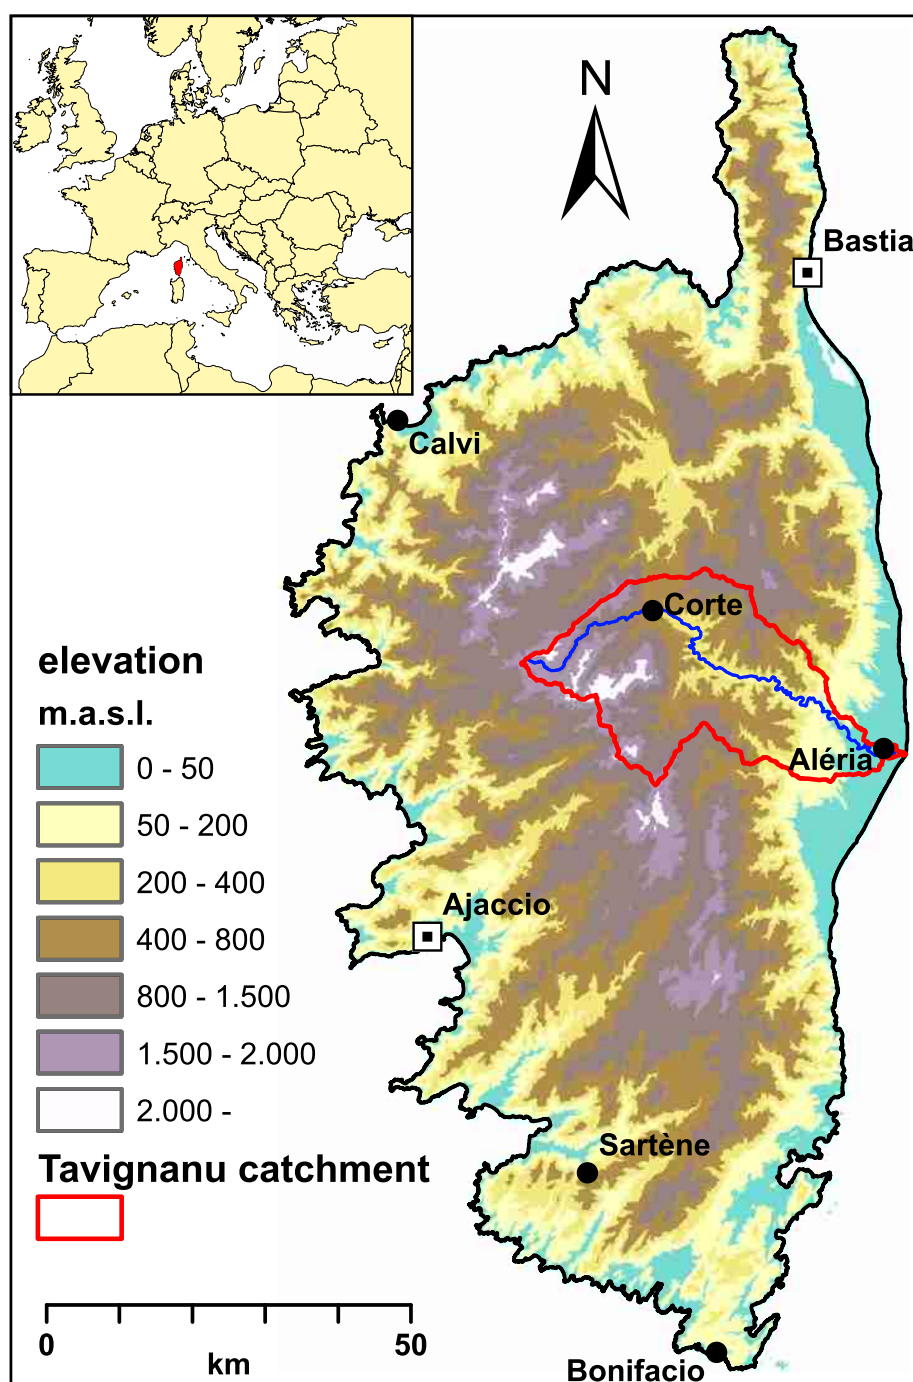 N
Bastia
Calvi
Corte
elevation
m.a.s.l.
0 - 50
Aléria
50 - 200
200 - 400
Ajaccio
400 - 800
800 - 1.500
1.500 - 2.000
2.000 -
Sartène
Tavignanu catchment
0
50
km
Bonifacio